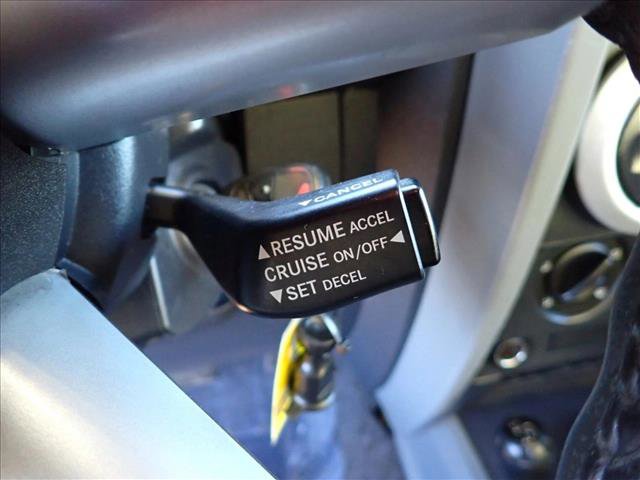 ▼CANCEL
▲RESUME ACCEL
CRUISE ON/OFF◀
▼SET DECEL